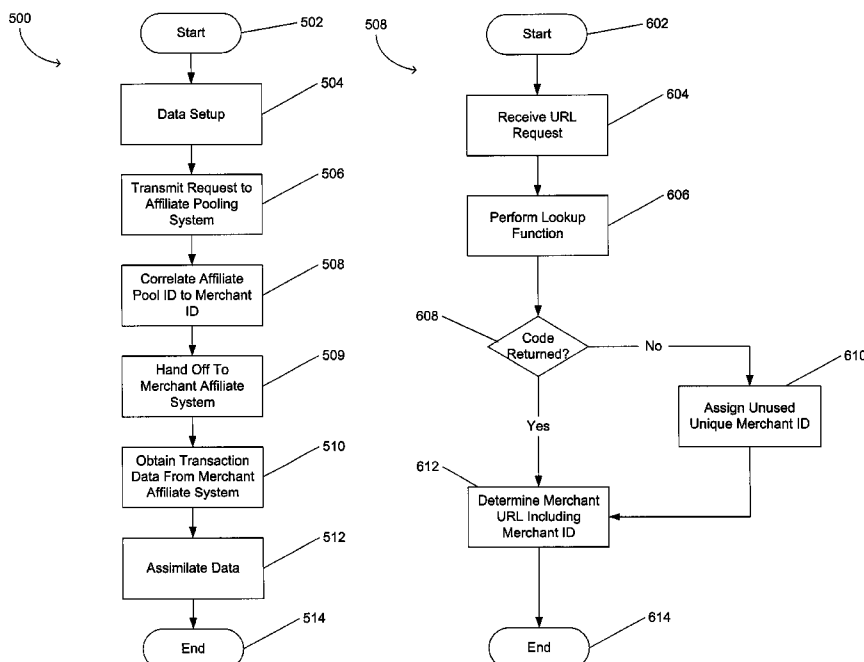 500
Start
502
Data Setup
504
Transmit Request to
Affiliate Pooling
System
506
Correlate Affiliate
Pool ID to Merchant
ID
508
Hand Off To
Merchant Affiliate
System
509
Obtain Transaction
Data From Merchant
Affiliate System
510
Assimilate Data
512
End
514
508
Start
602
Receive URL
Request
604
Perform Lookup
Function
606
608
Code
Returned?
No
Yes
610
Assign Unused
Unique Merchant ID
612
Determine Merchant
URL Including
Merchant ID
End
614